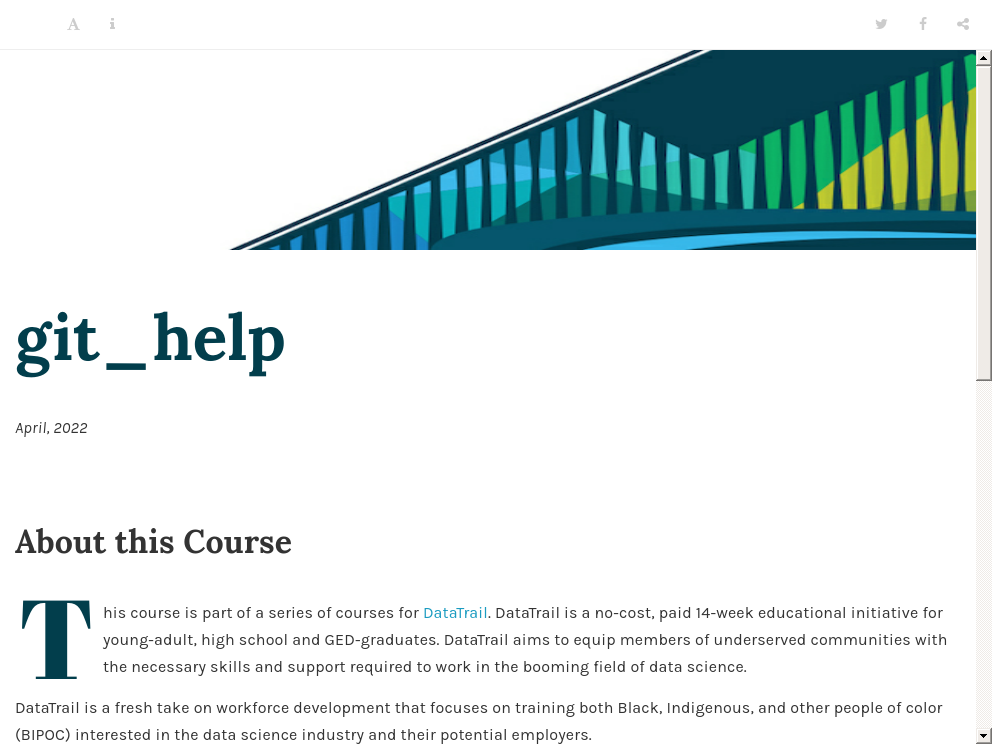 A i
git_help
April, 2022
About this Course
This course is part of a series of courses for DataTrail. DataTrail is a no-cost, paid 14-week educational initiative for
young-adult, high school and GED-graduates. DataTrail aims to equip members of underserved communities with
the necessary skills and support required to work in the booming field of data science.
DataTrail is a fresh take on workforce development that focuses on training both Black, Indigenous, and other people of color
(BIPOC) interested in the data science industry and their potential employers.